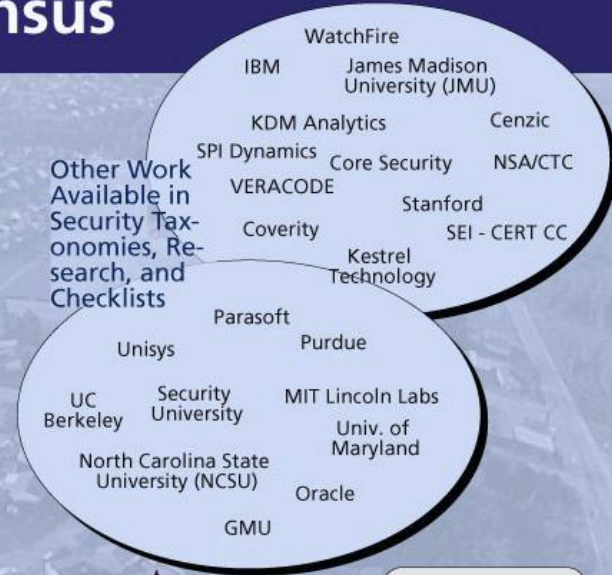 nsus
WatchFire
IBM
James Madison
University (JMU)
KDM Analytics
Cenzic
SPI Dynamics
Core Security
NSA/CTC
VERACODE
Stanford
Coverity
SEI - CERT CC
Kestrel
Technology
Other Work
Available in
Security Tax-
onomies, Re-
search, and
Checklists
Parasoft
Unisys
Purdue
UC
Berkeley
Security
University
MIT Lincoln Labs
Univ. of
Maryland
North Carolina State
University (NCSU)
Oracle
GMU